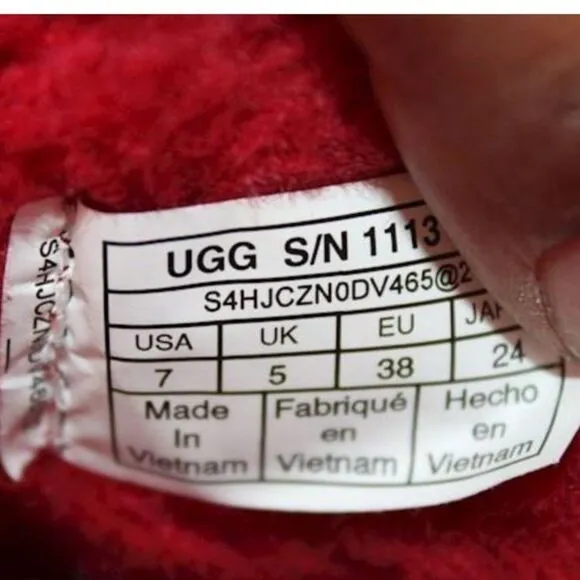 UGG S/N 1113
S4HJCZN0DV465@2
USA UK EU
7 5 38 24
Made Fabriqué Hecho
In en en
Vietnam Vietnam Vietnam